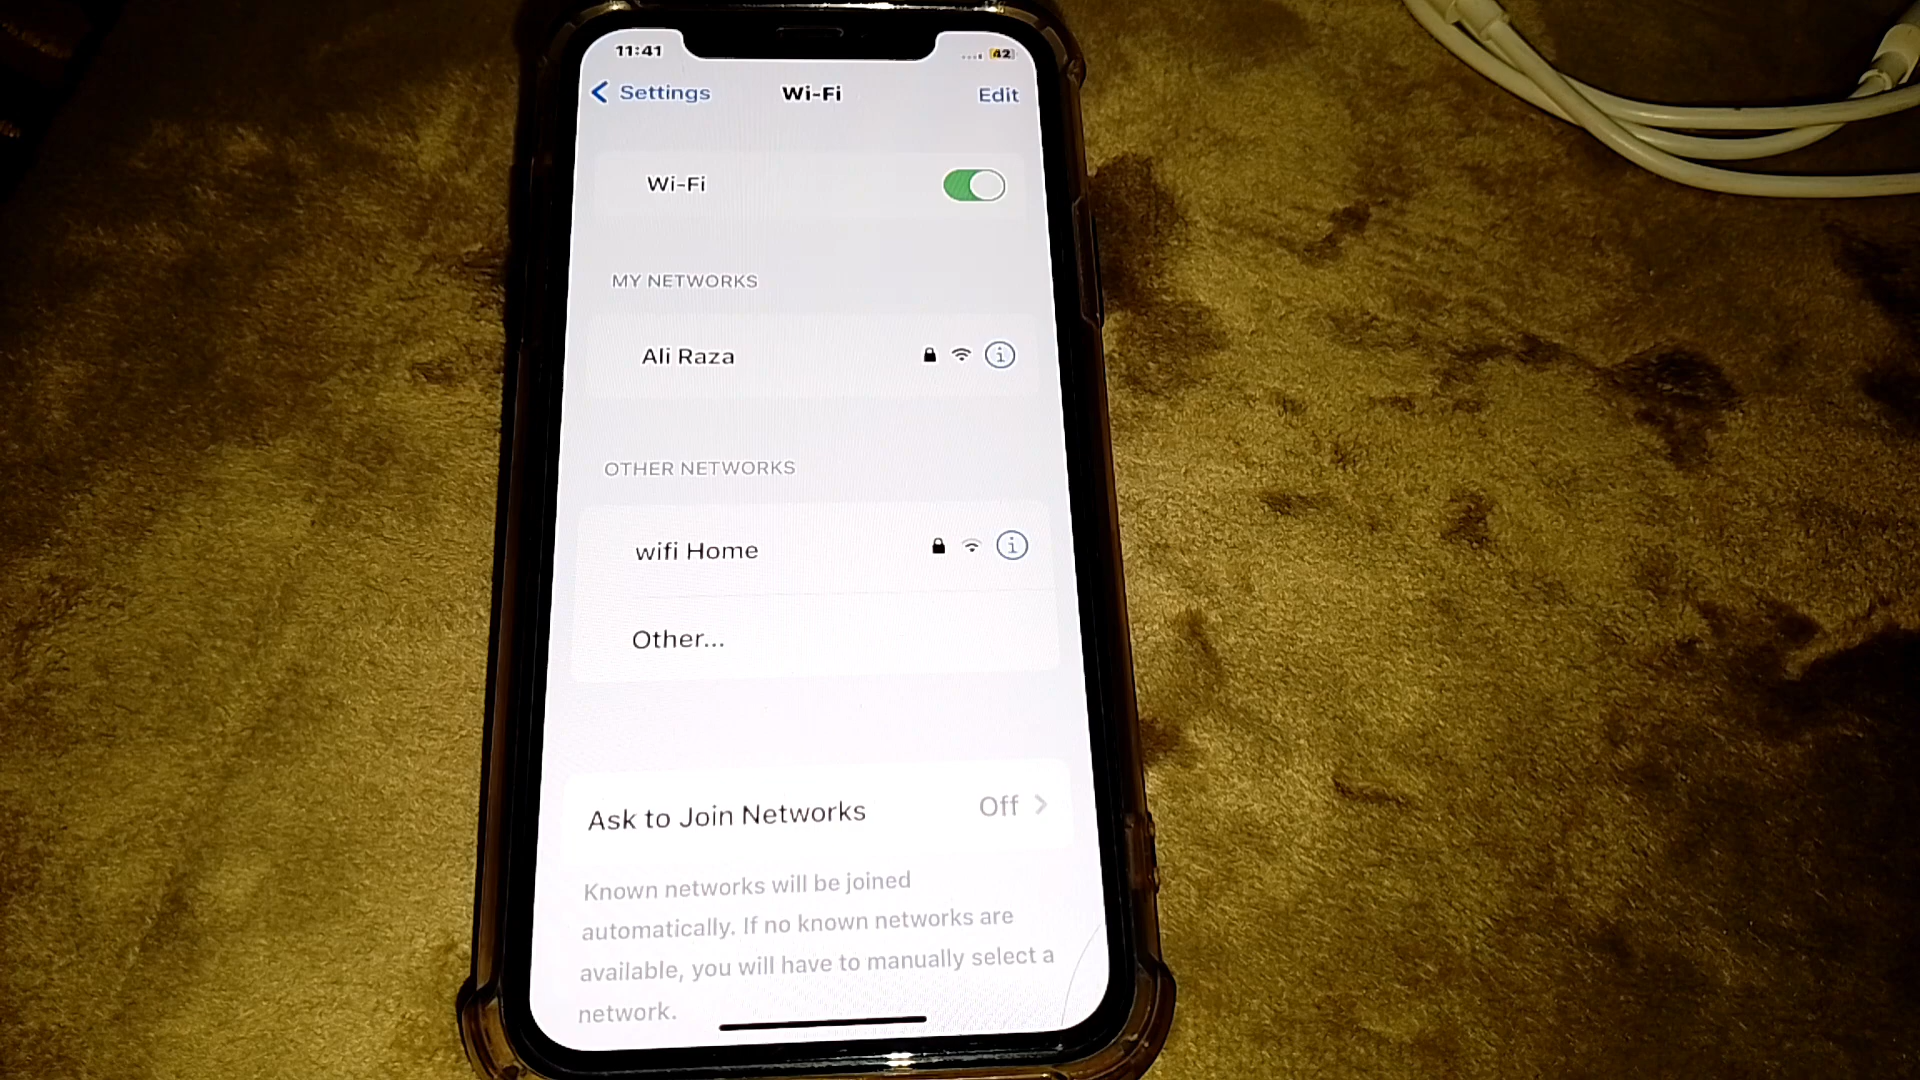 11:41
42
Settings
Wi-Fi
Edit
Wi-Fi
MY NETWORKS
Ali Raza
OTHER NETWORKS
wifi Home
Other...
Ask to Join Networks
Off
Known networks will be joined
automatically. If no known networks are
available, you will have to manually select a
network.